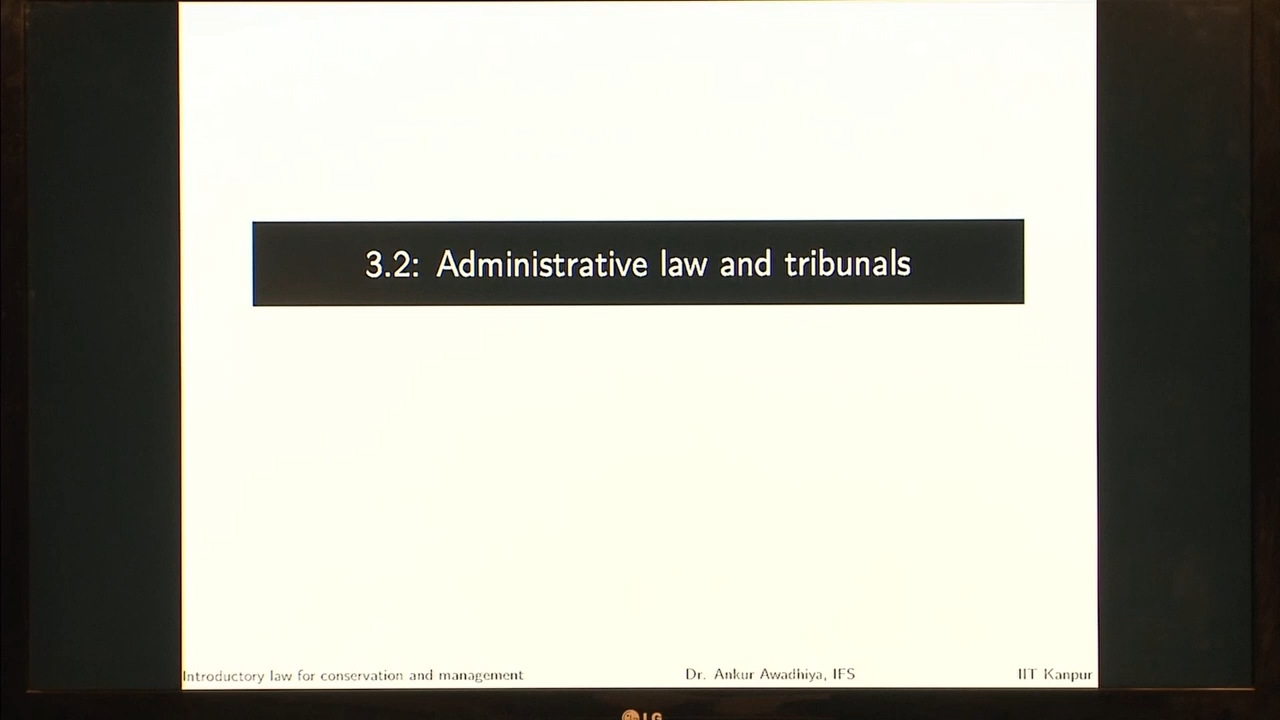 3.2: Administrative law and tribunals
Introductory law for conservation and management Dr. Ankur Awadhiya, IFS IIT Kanpur
LG